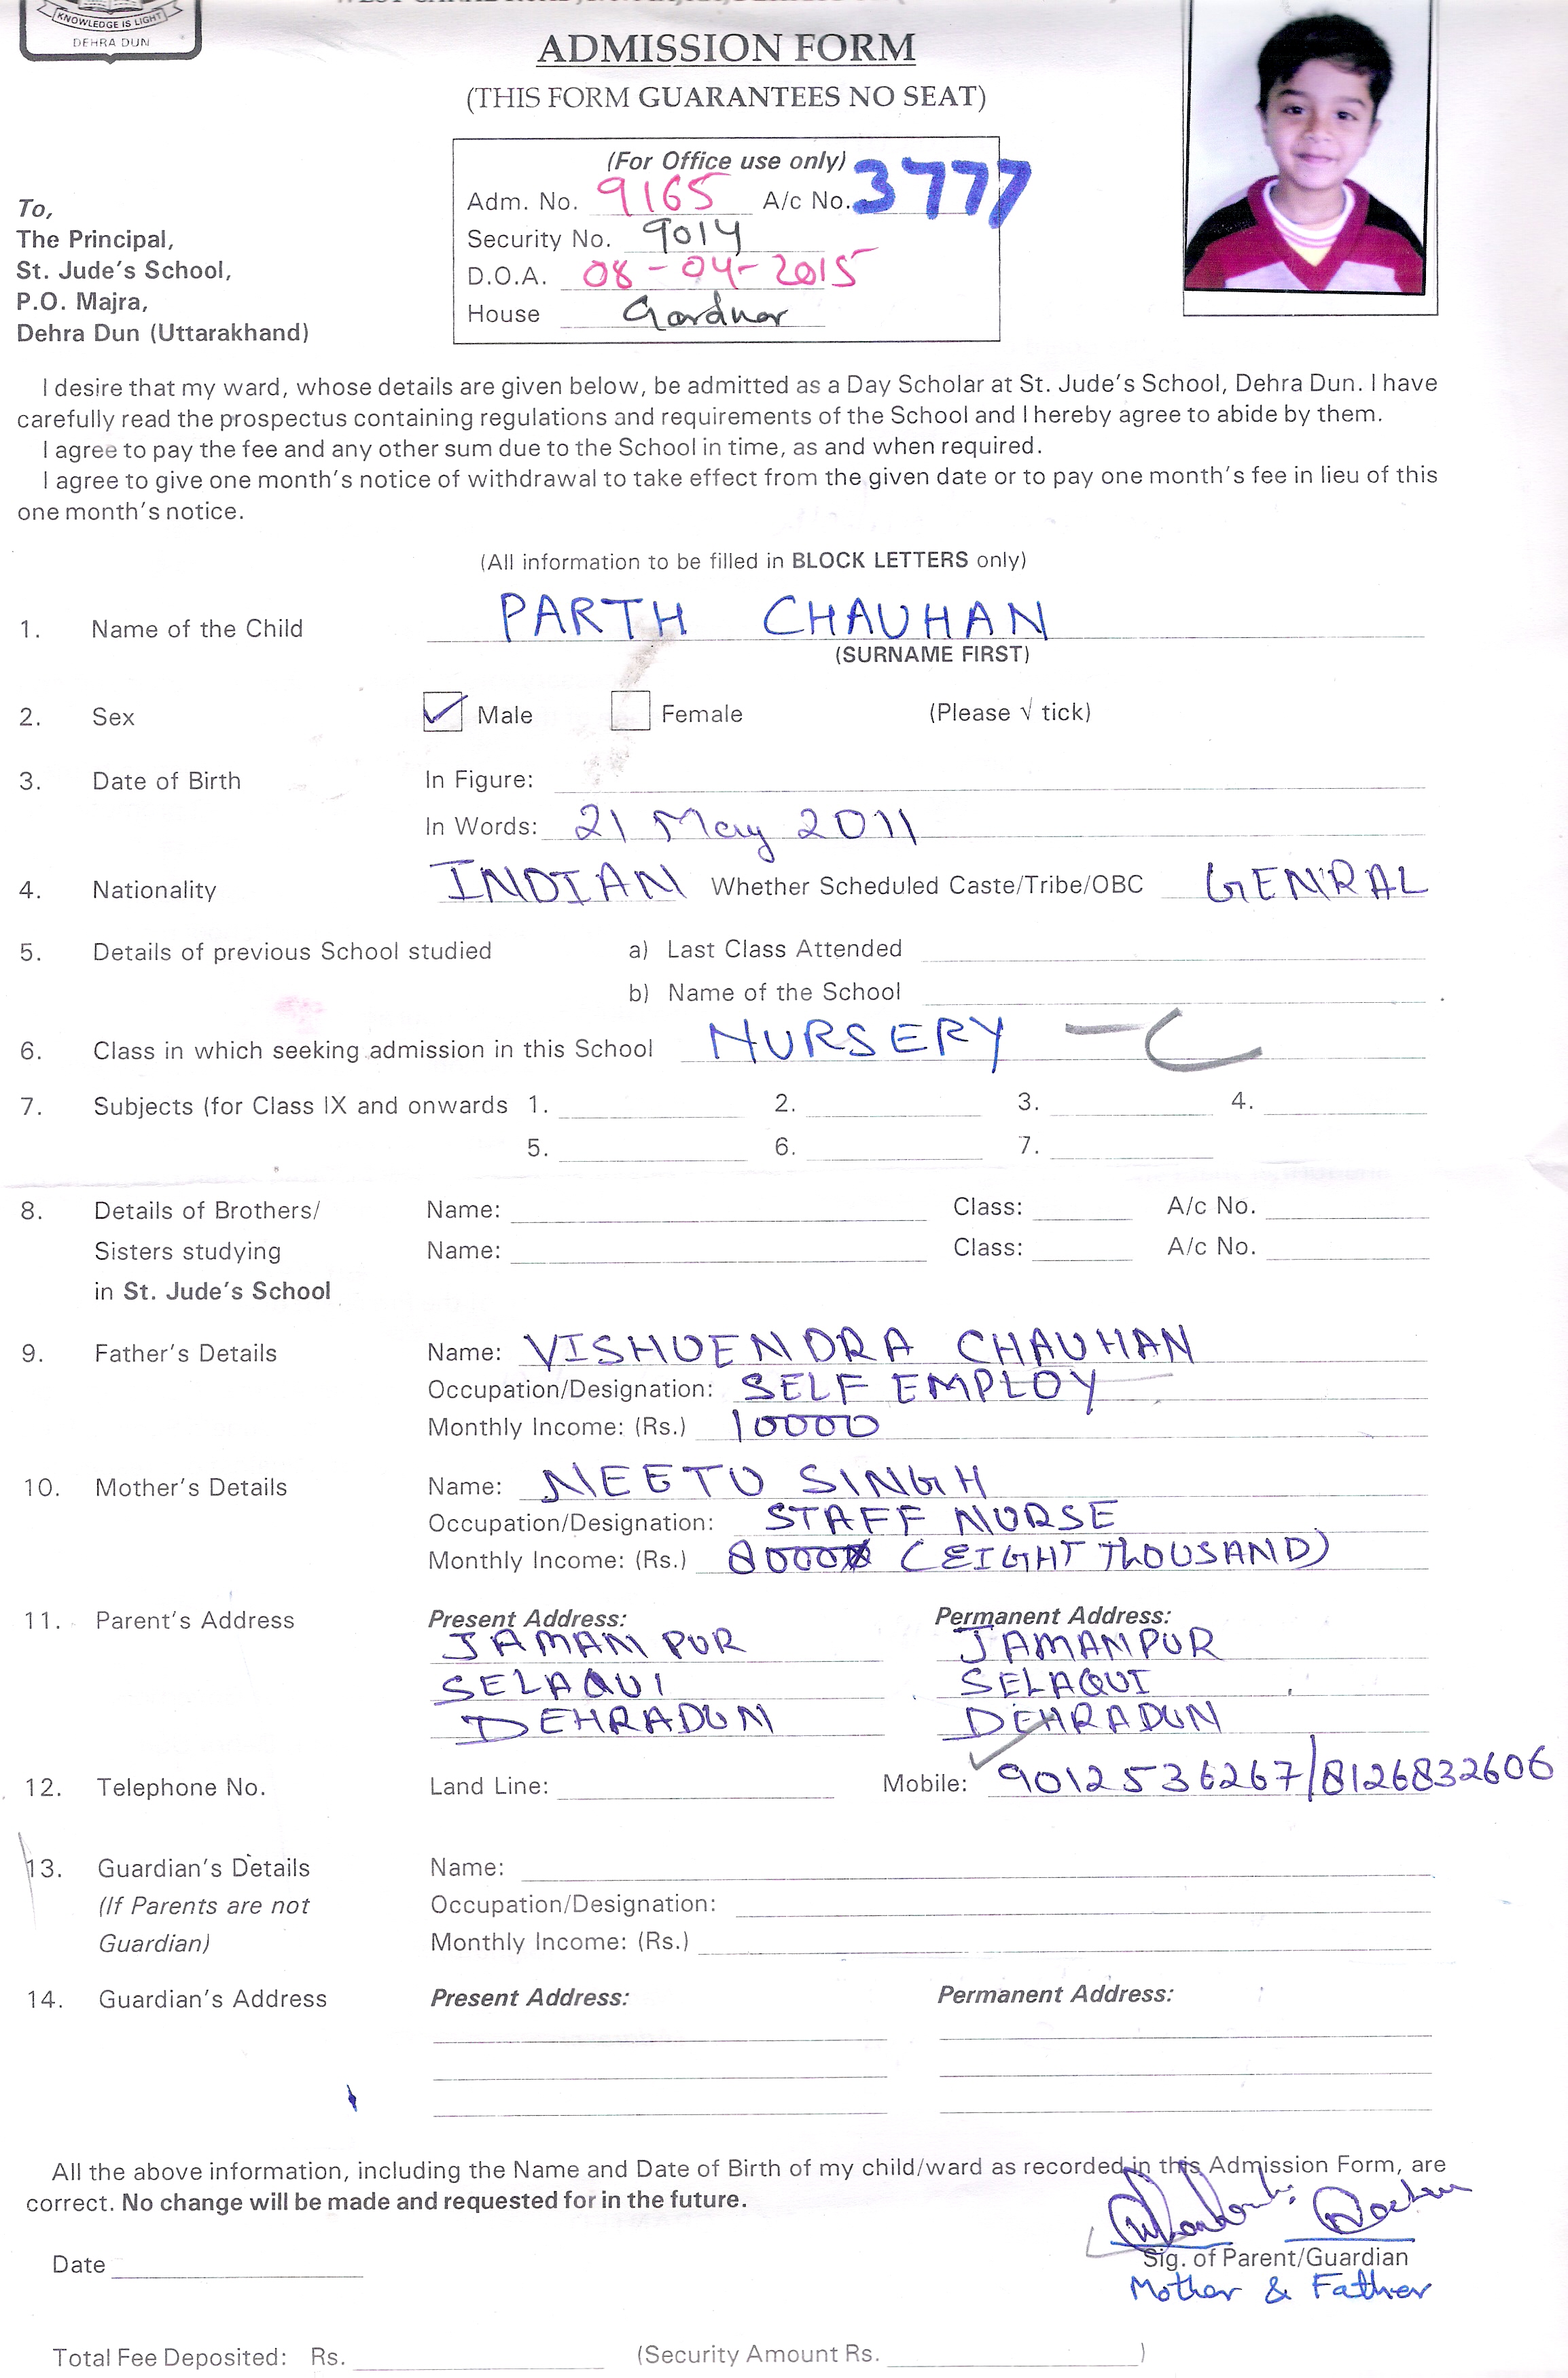 KNOWLEDGE IS LIGHT
DEHRA DUN
ADMISSION FORM
(THIS FORM GUARANTEES NO SEAT)
(For Office use only)
Adm. No. 9165 A/c No. 3777
Security No. 9014
D.O.A. 08-04-2015
House Gardner
To,
The Principal,
St. Jude's School,
P.O. Majra,
Dehra Dun (Uttarakhand)
I desire that my ward, whose details are given below, be admitted as a Day Scholar at St. Jude's School, Dehra Dun. I have
carefully read the prospectus containing regulations and requirements of the School and I hereby agree to abide by them.
I agree to pay the fee and any other sum due to the School in time, as and when required.
I agree to give one month's notice of withdrawal to take effect from the given date or to pay one month's fee in lieu of this
one month's notice.
(All information to be filled in BLOCK LETTERS only)
1. Name of the Child PARTH CHAUHAN
(SURNAME FIRST)
2. Sex ✓ Male Female (Please √ tick)
3. Date of Birth In Figure:
In Words: 21 May 2011
4. Nationality INDIAN Whether Scheduled Caste/Tribe/OBC GENRAL
5. Details of previous School studied a) Last Class Attended
b) Name of the School
6. Class in which seeking admission in this School NURSERY - C
7. Subjects (for Class IX and onwards 1. 2. 3. 4.
5. 6. 7.
8. Details of Brothers/ Name: Class: A/c No.
Sisters studying Name: Class: A/c No.
in St. Jude's School
9. Father's Details Name: VISHVENDRA CHAUHAN
Occupation/Designation: SELF EMPLOY
Monthly Income: (Rs.) 10000
10. Mother's Details Name: NEETU SINGH
Occupation/Designation: STAFF NURSE
Monthly Income: (Rs.) 8000 (EIGHT THOUSAND)
11. Parent's Address Present Address: Permanent Address:
JAMANPUR JAMANPUR
SELAQUI SELAQUI
DEHRADUN DEHRADUN
12. Telephone No. Land Line: Mobile: 9012536267/8126832606
13. Guardian's Details Name:
(If Parents are not Occupation/Designation:
Guardian) Monthly Income: (Rs.)
14. Guardian's Address Present Address: Permanent Address:
All the above information, including the Name and Date of Birth of my child/ward as recorded in this Admission Form, are
correct. No change will be made and requested for in the future.
Date Sig. of Parent/Guardian
Mother & Father
Total Fee Deposited: Rs. (Security Amount Rs. )